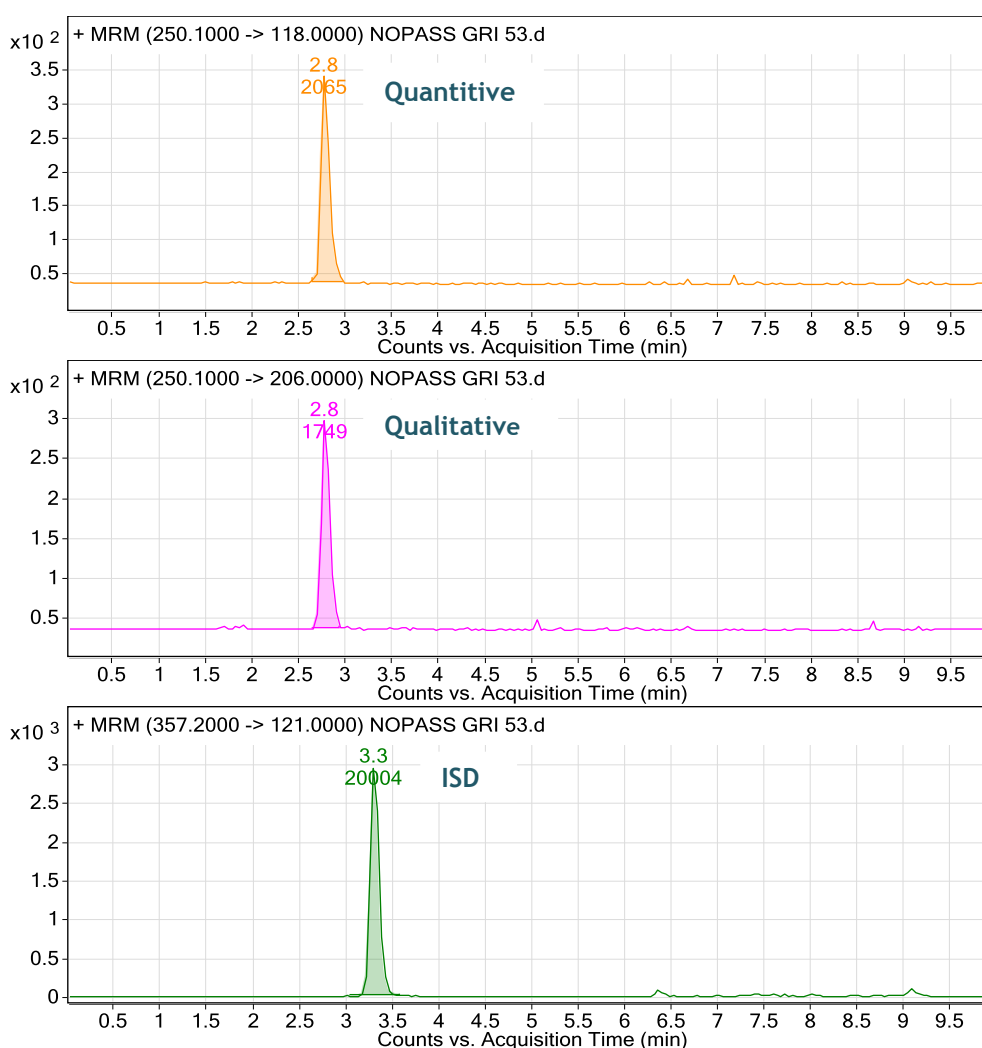 x10 2
+ MRM (250.1000 -> 118.0000) NOPASS GRI 53.d
3.5
3
2.5
2
1.5
1
0.5
2.8
2065
Quantitive
0.5 1 1.5 2 2.5 3 3.5 4 4.5 5 5.5 6 6.5 7 7.5 8 8.5 9 9.5
Counts vs. Acquisition Time (min)
x10 2
+ MRM (250.1000 -> 206.0000) NOPASS GRI 53.d
3
2.5
2
1.5
1
0.5
2.8
1749
Qualitative
0.5 1 1.5 2 2.5 3 3.5 4 4.5 5 5.5 6 6.5 7 7.5 8 8.5 9 9.5
Counts vs. Acquisition Time (min)
x10 3
+ MRM (357.2000 -> 121.0000) NOPASS GRI 53.d
3
2.5
2
1.5
1
0.5
0
3.3
20004
ISD
0.5 1 1.5 2 2.5 3 3.5 4 4.5 5 5.5 6 6.5 7 7.5 8 8.5 9 9.5
Counts vs. Acquisition Time (min)